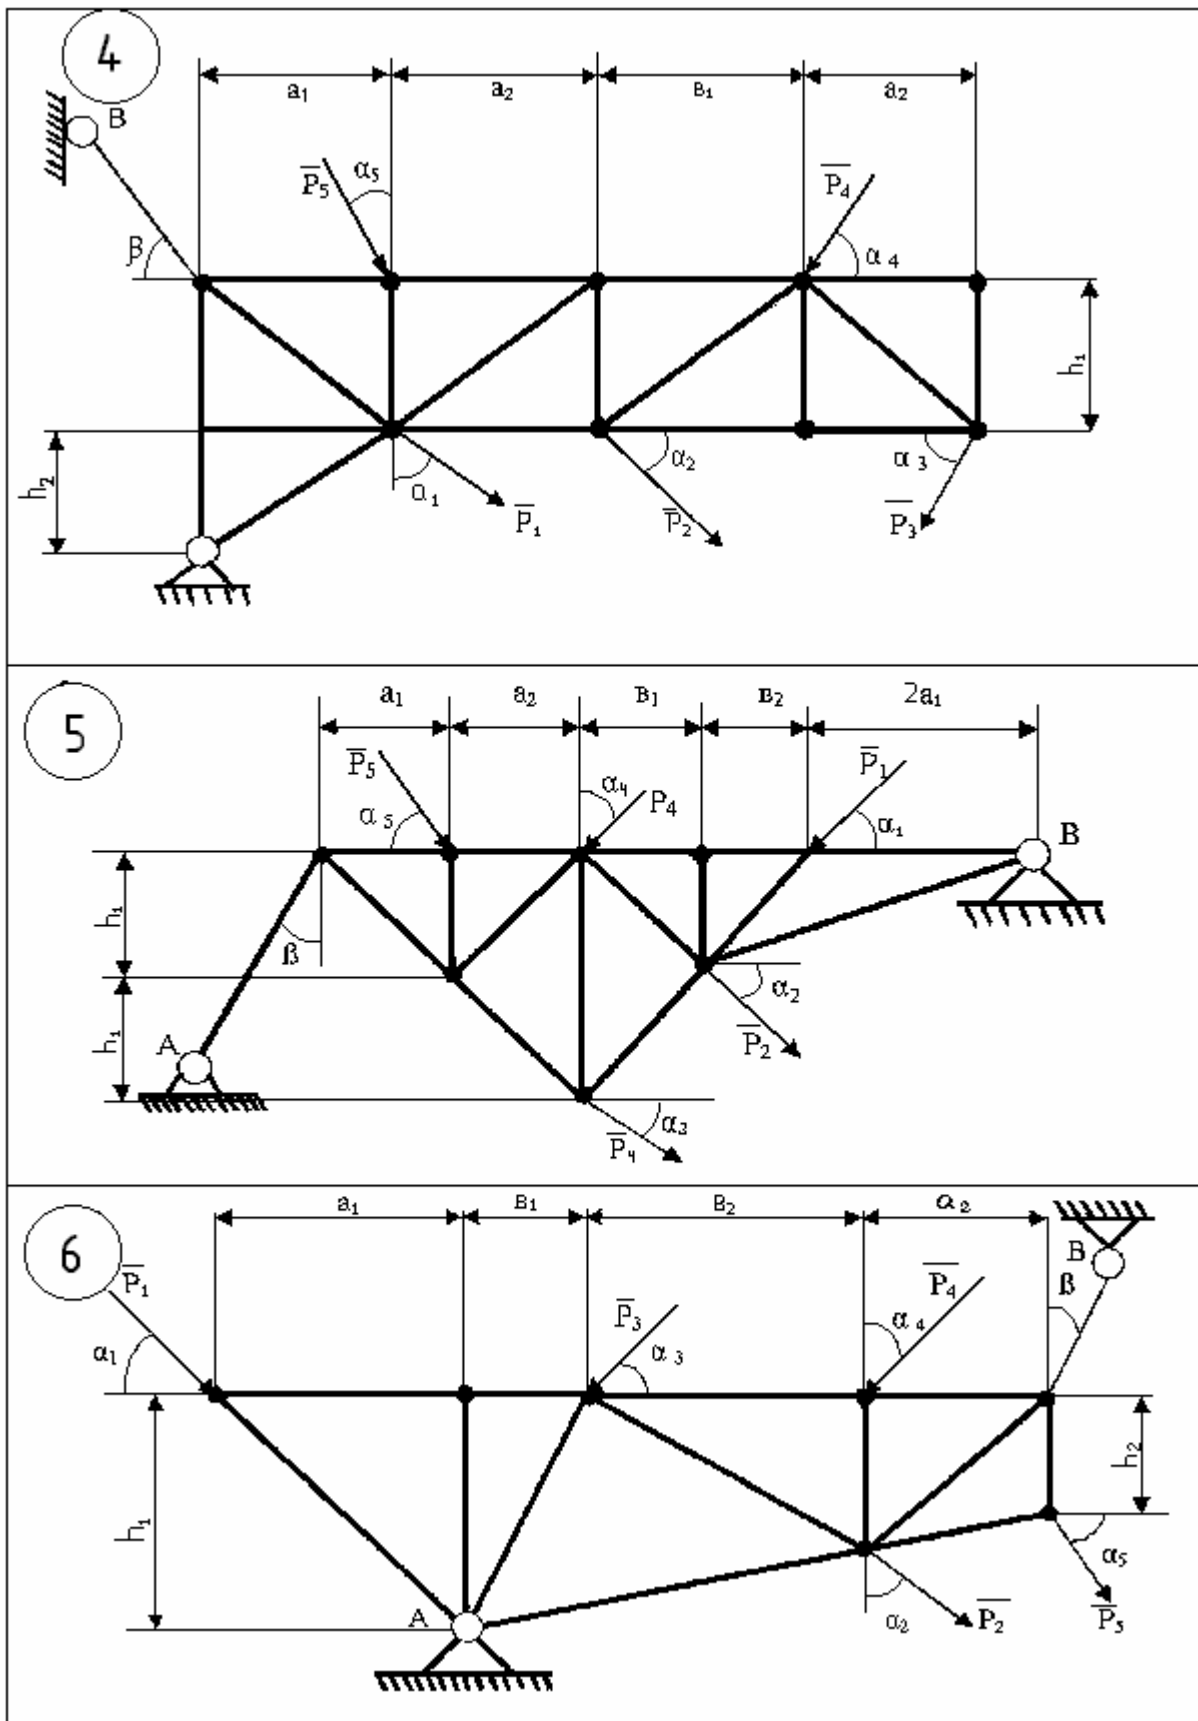 4
a₁ a₂ в₁ a₂
B
P₅ α₅ P₄
β α₄
h₁
h₂ α₁ P₁ α₂ P₂ α₃ P₃
5
a₁ a₂ в₁ в₂ 2a₁
P₅ α₄ P₄ P₁
α₅ α₁ B
h₁ β
A α₂
h₁ P₂
α₃
P₄
6
a₁ в₁ в₂ α₂
B
P₁ P₃ P₄ β
α₁ α₃ α₄
h₁ h₂
A α₂ P₂ α₅ P₅